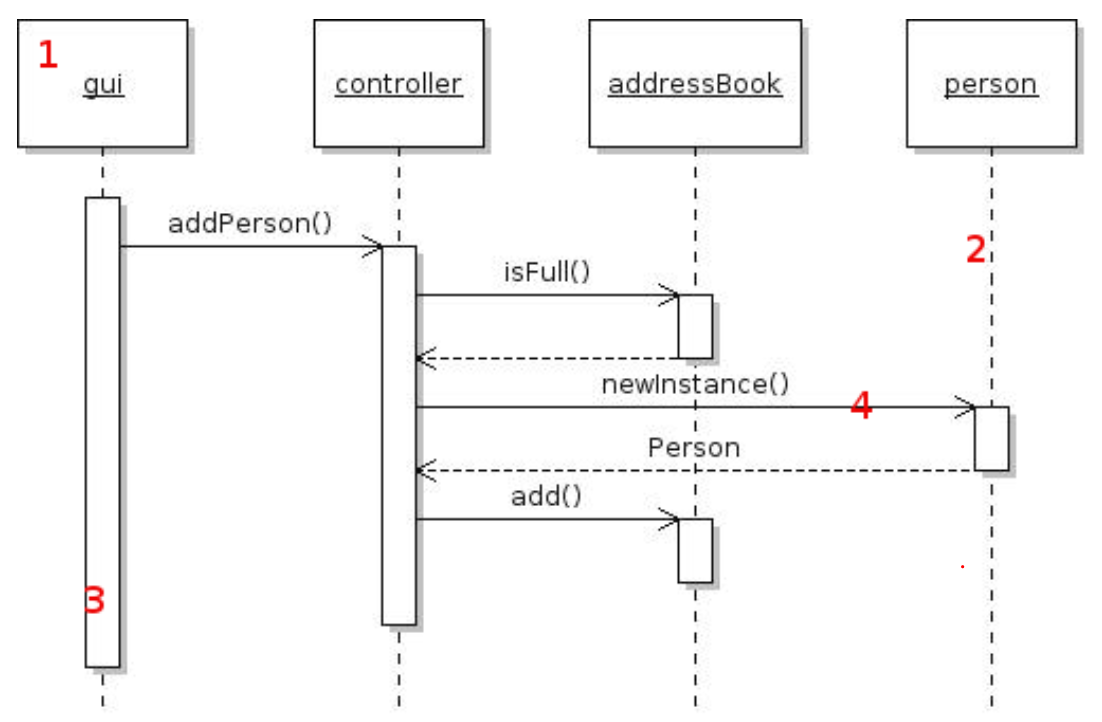 1
gui
controller
addressBook
person
addPerson()
2
isFull()
newInstance()
4
Person
add()
3